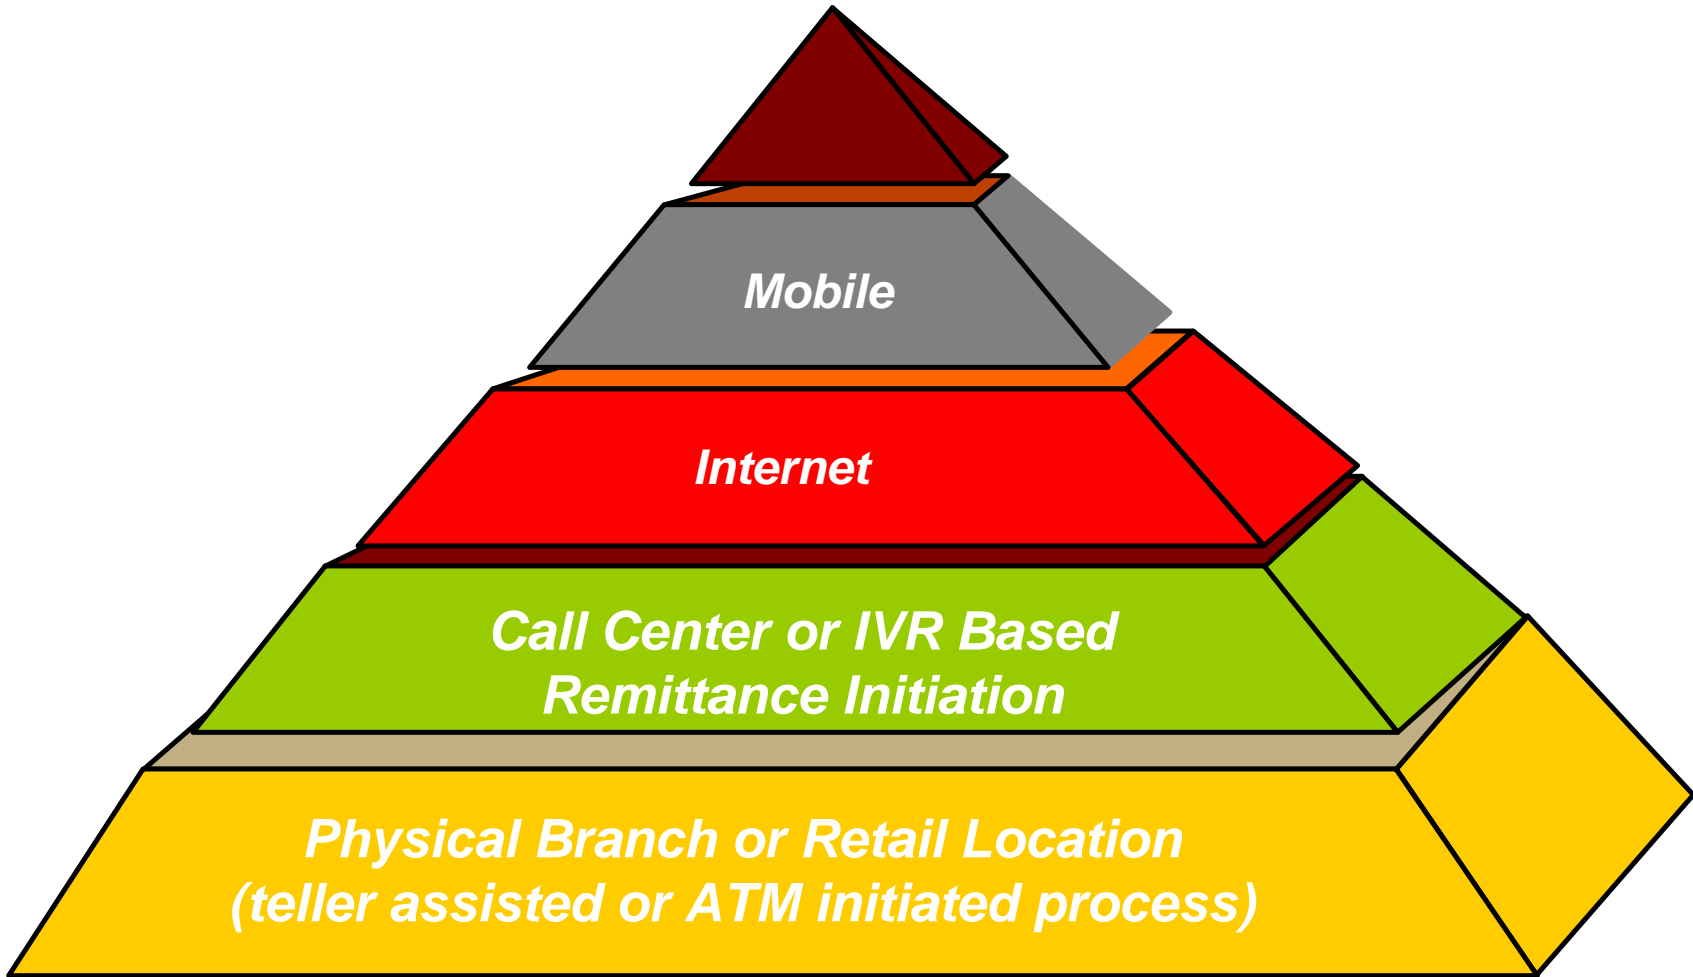 Mobile
Internet
Call Center or IVR Based
Remittance Initiation
Physical Branch or Retail Location
(teller assisted or ATM initiated process)